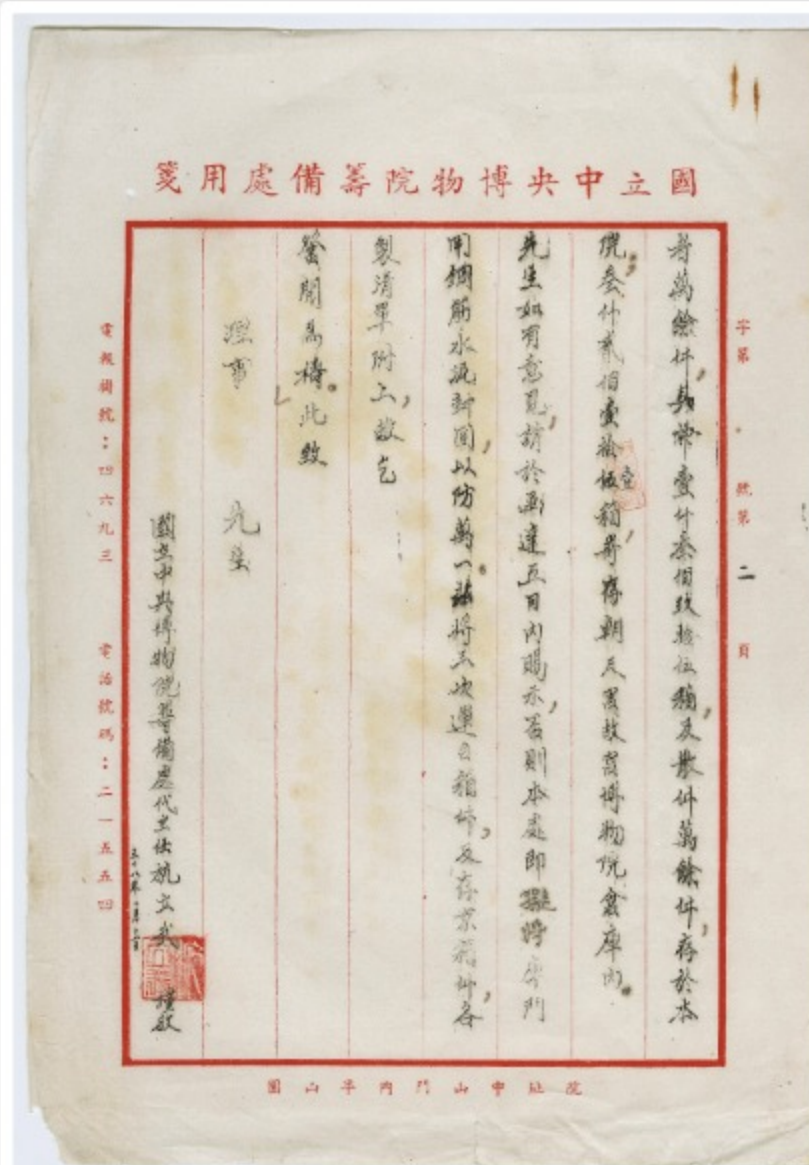 國立中央博物院籌備處用箋
字第　號第二頁
者萬餘件，共肆壹仟叁佰玖拾伍箱，及散件萬餘件，存於本
院；叁仟貳佰壹拾伍箱寄存朝天宮故宮博物院倉庫內。
壹
先生如有意見，請於函達五日內賜示，否則本處即擬將庫門
用鋼筋水泥封固，以防萬一。茲將三次運台箱件，及存京箱件，各
製清單附上，敬乞
詧閱為禱。此致
理事　先生
國立中央博物院籌備處代主任杭立武　謹啟
電報掛號：四六九三　電話號碼：二一五五四
院址中山門內半山園